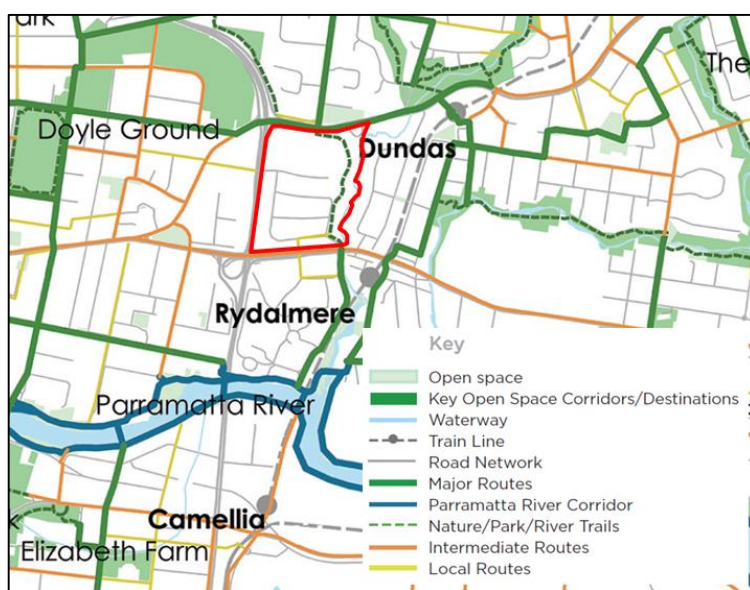 ark
The
Doyle Ground
Dundas
Rydalmere
Parramatta River
Camellia
k
Elizabeth Farm
Key
Open space
Key Open Space Corridors/Destinations
Waterway
Train Line
Road Network
Major Routes
Parramatta River Corridor
Nature/Park/River Trails
Intermediate Routes
Local Routes